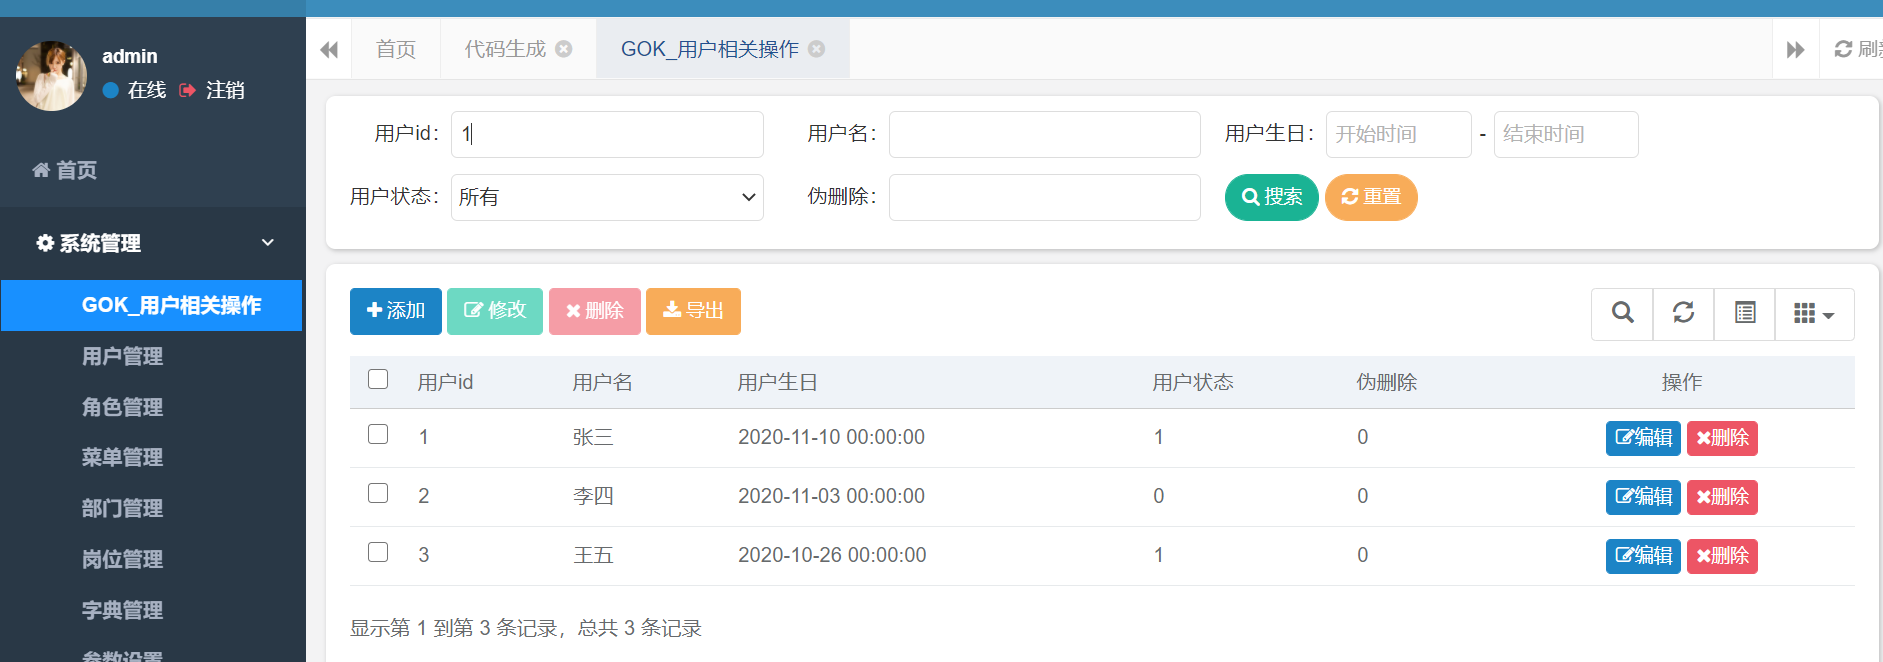 admin
在线 注销
首页
系统管理
GOK_用户相关操作
用户管理
角色管理
菜单管理
部门管理
岗位管理
字典管理
参数设置
首页 代码生成 GOK_用户相关操作
用户id： 1 用户名： 用户生日： 开始时间 - 结束时间
用户状态： 所有 伪删除： 搜索 重置
添加 修改 删除 导出
用户id 用户名 用户生日 用户状态 伪删除 操作
1 张三 2020-11-10 00:00:00 1 0 编辑 删除
2 李四 2020-11-03 00:00:00 0 0 编辑 删除
3 王五 2020-10-26 00:00:00 1 0 编辑 删除
显示第 1 到第 3 条记录，总共 3 条记录